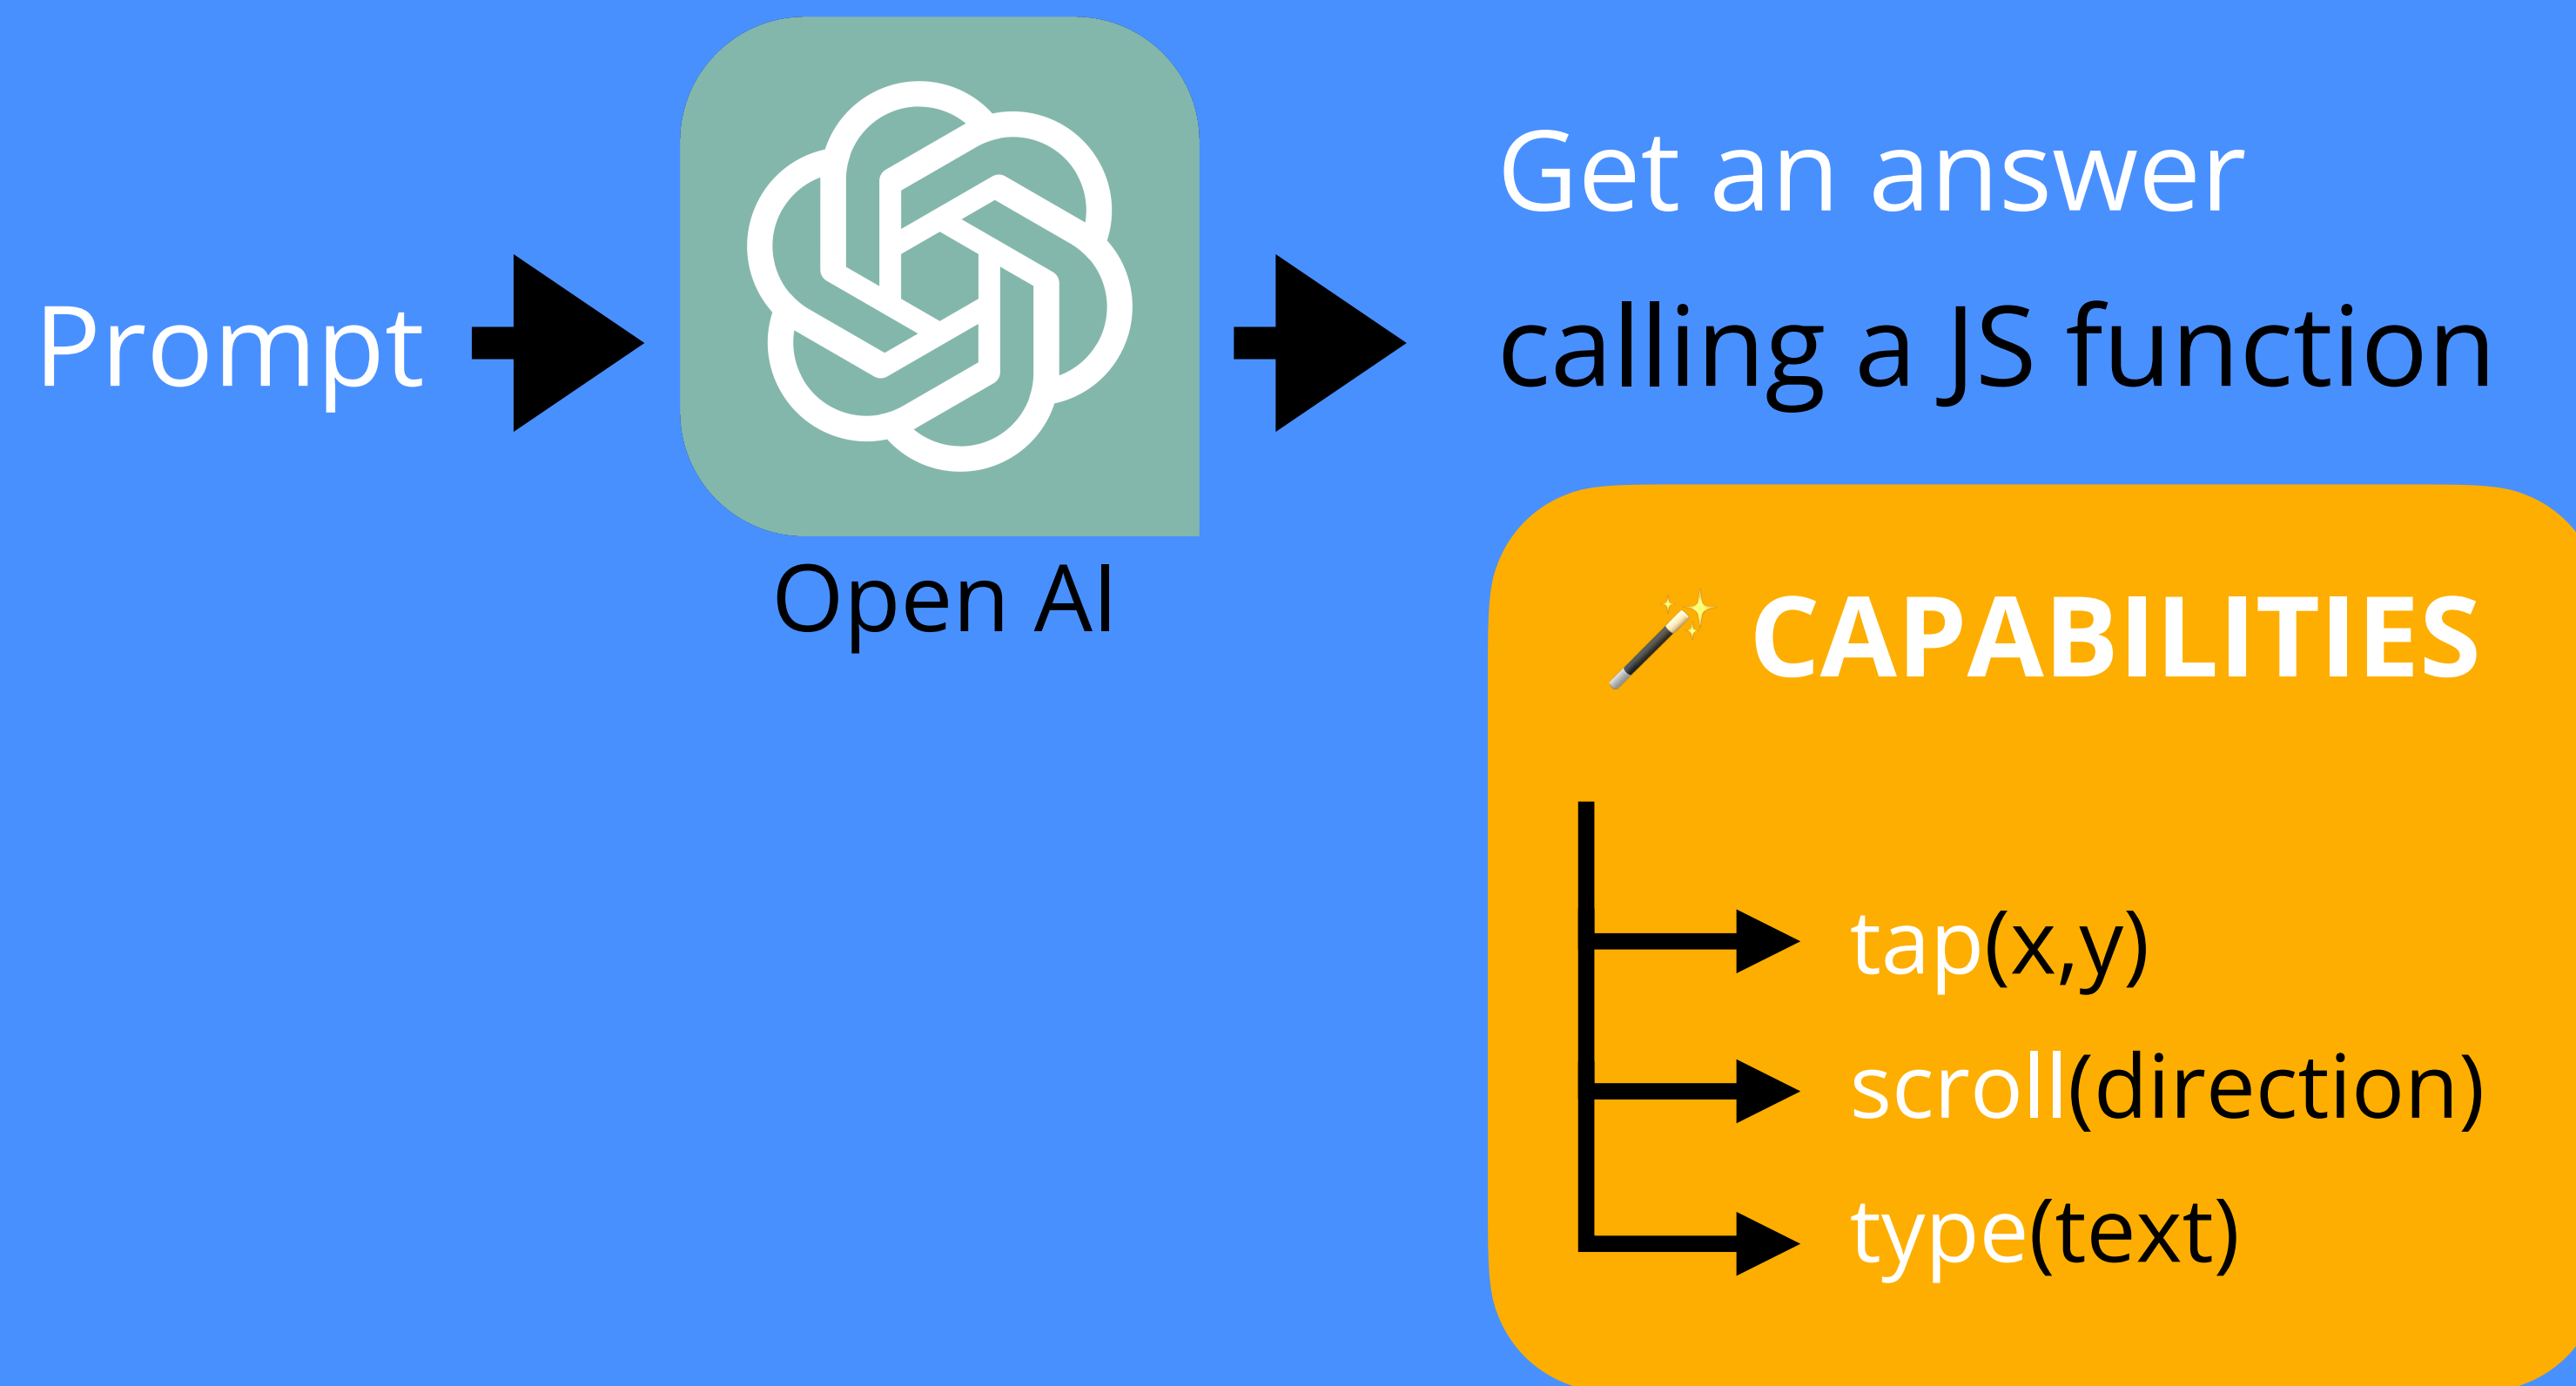 Prompt
Open AI
Get an answer
calling a JS function
CAPABILITIES
tap(x,y)
scroll(direction)
type(text)